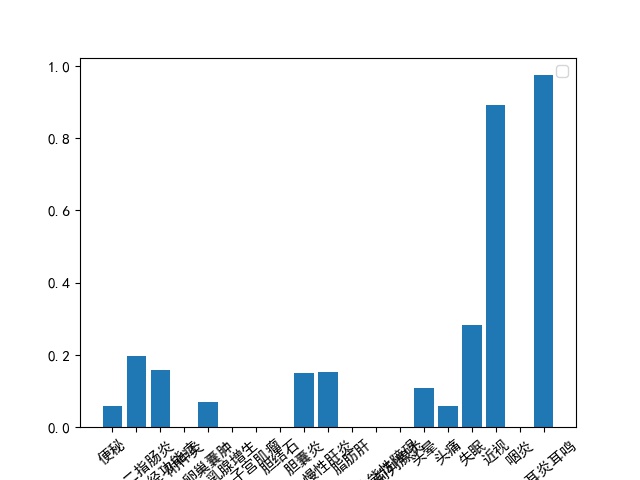 1.0
0.8
0.6
0.4
0.2
0.0
便秘
二指肠炎
卵巢囊肿
乳腺增生
子宫肌瘤
胆结石
胆囊炎
慢性肝炎
脂肪肝
头晕
头痛
失眠
近视
咽炎
耳炎耳鸣